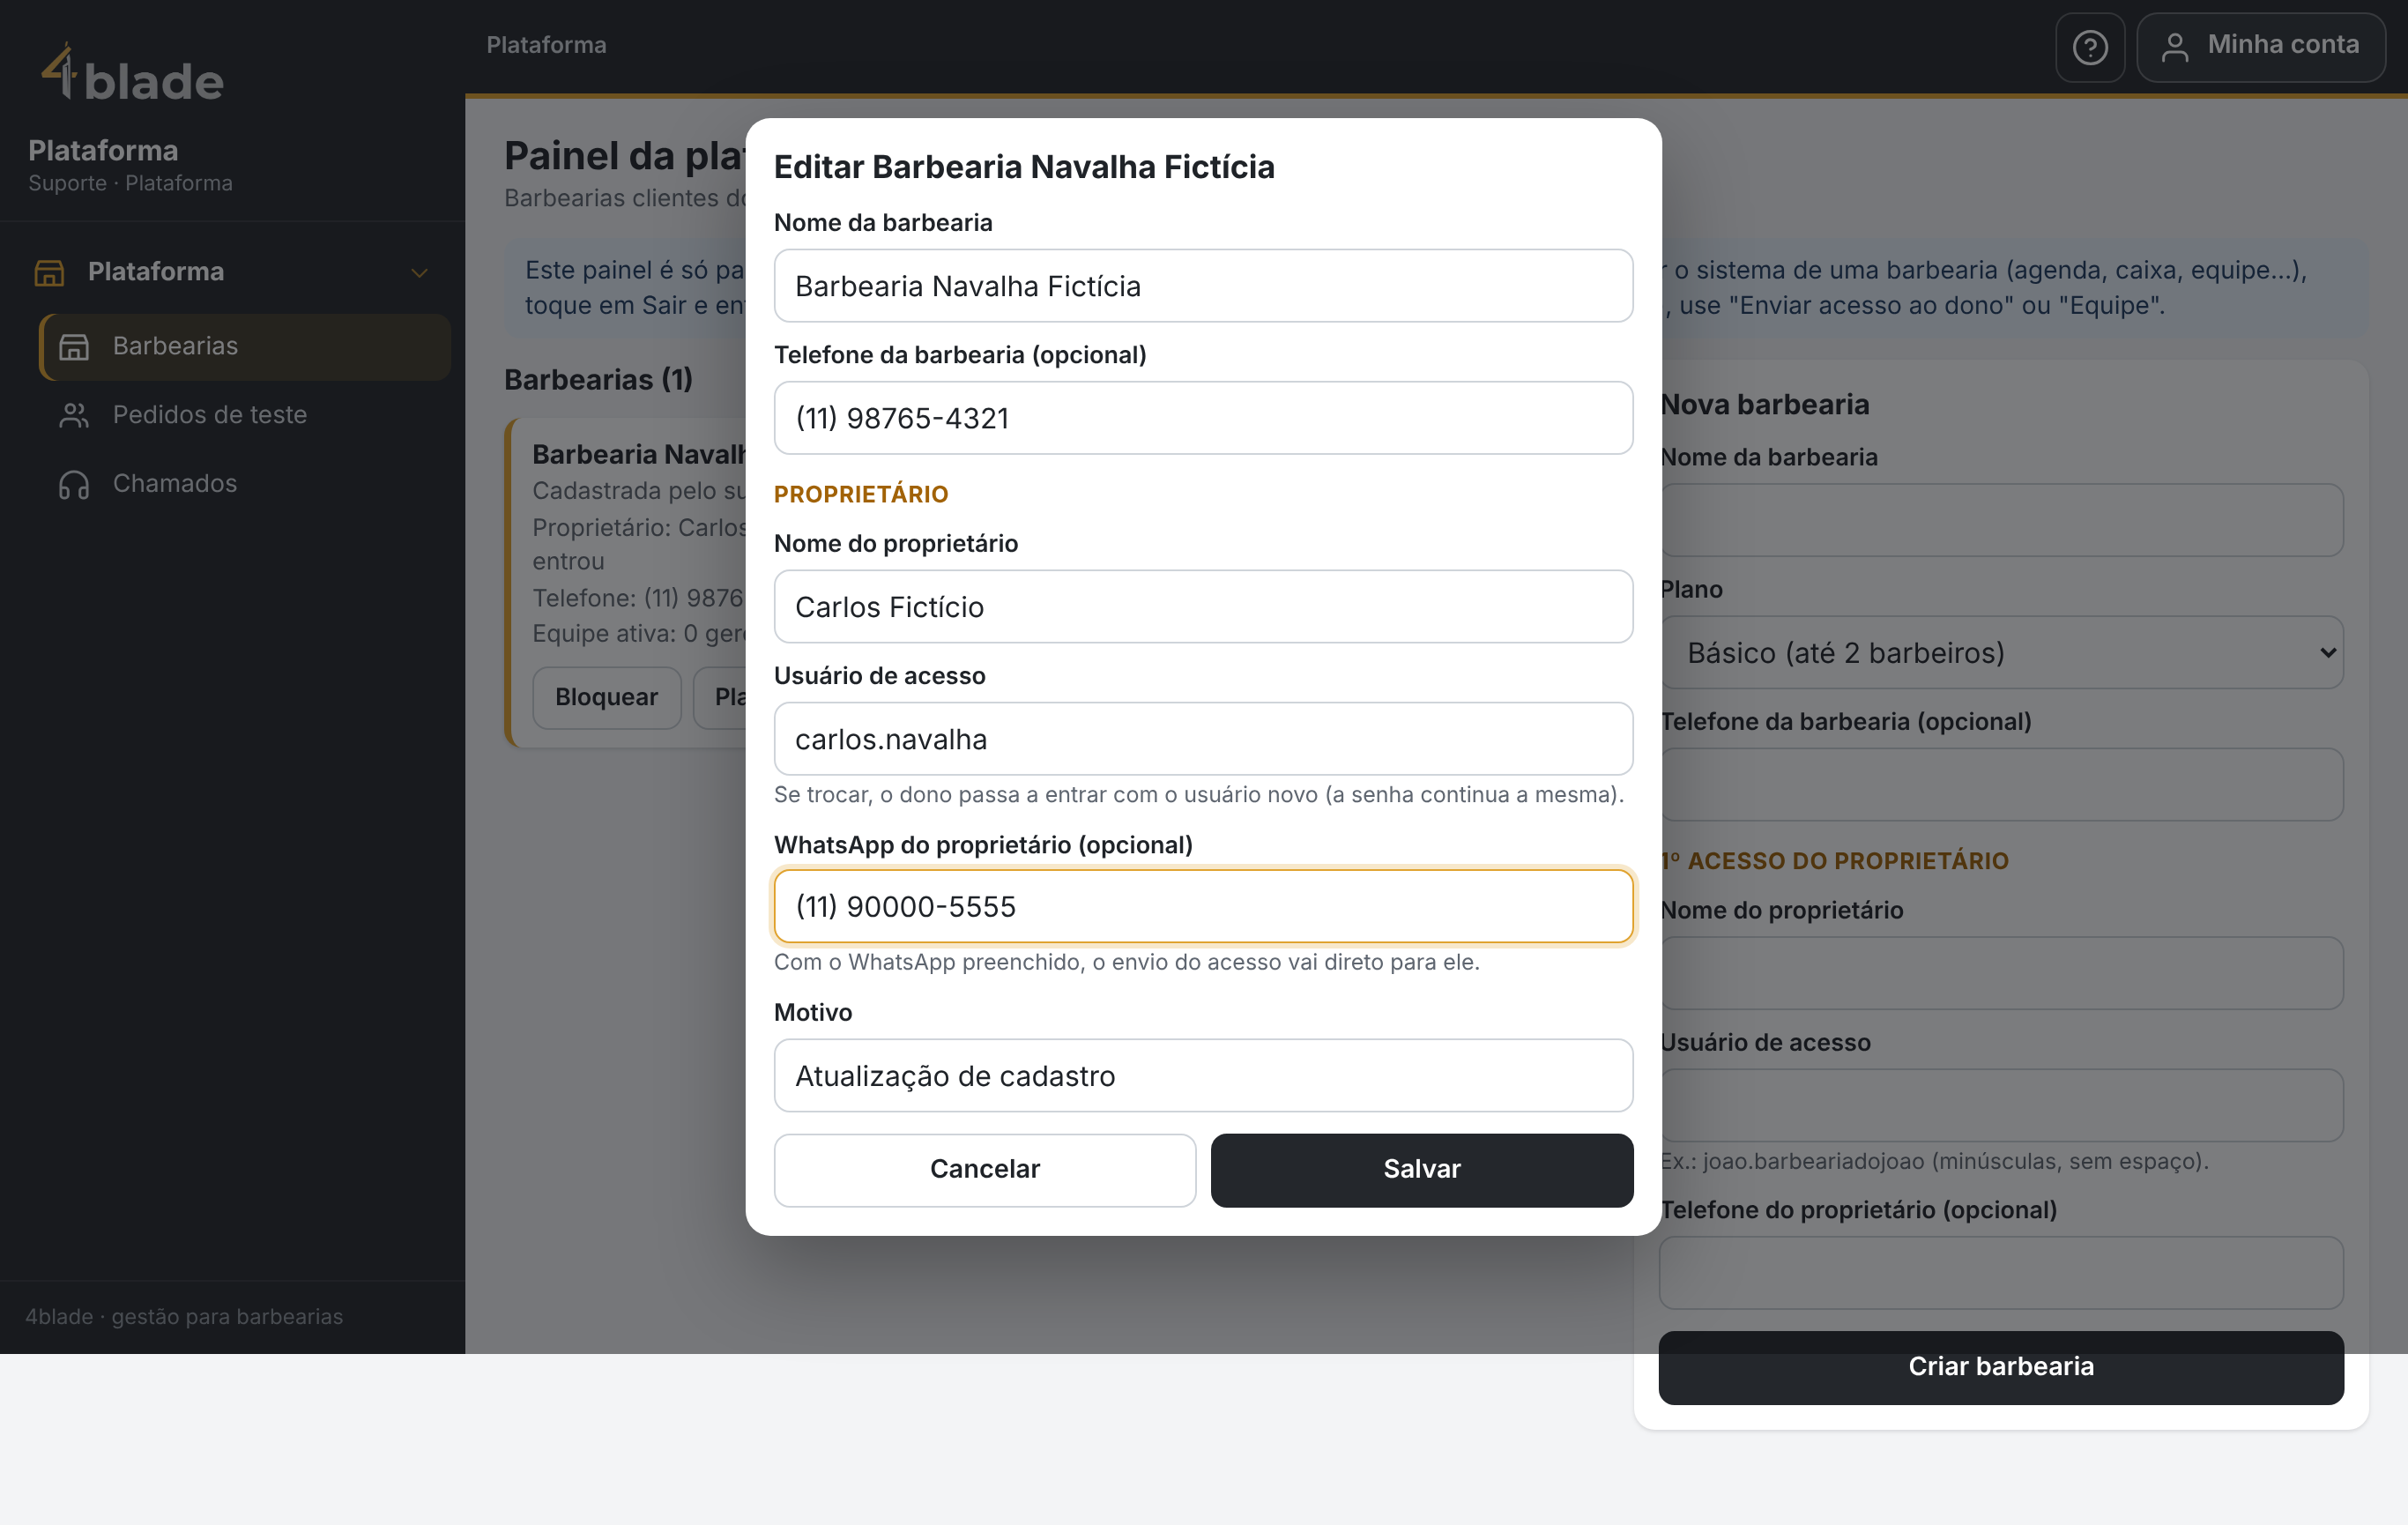 4blade
Plataforma
Suporte · Plataforma
Plataforma
Barbearias
Pedidos de teste
Chamados
4blade · gestão para barbearias
Plataforma
Minha conta
Painel da
Barbearias clientes
Este painel é só
r o sistema de uma barbearia (agenda, caixa, equipe...),
toque em Sair e
, use "Enviar acesso ao dono" ou "Equipe".
Barbearias (1)
Barbearia
Cadastrada pelo
Proprietário: Carlos
entrou
Telefone: (11) 9876
Equipe ativa: 0
Bloquear
Editar Barbearia Navalha Fictícia
Nome da barbearia
Barbearia Navalha Fictícia
Telefone da barbearia (opcional)
(11) 98765-4321
PROPRIETÁRIO
Nome do proprietário
Carlos Fictício
Usuário de acesso
carlos.navalha
Se trocar, o dono passa a entrar com o usuário novo (a senha continua a mesma).
WhatsApp do proprietário (opcional)
(11) 90000-5555
Com o WhatsApp preenchido, o envio do acesso vai direto para ele.
Motivo
Atualização de cadastro
Cancelar
Salvar
Nova barbearia
Nome da barbearia
Plano
Básico (até 2 barbeiros)
Telefone da barbearia (opcional)
1º ACESSO DO PROPRIETÁRIO
Nome do proprietário
Usuário de acesso
Ex.: joao.barbeariadojoao (minúsculas, sem espaço).
Telefone do proprietário (opcional)
Criar barbearia